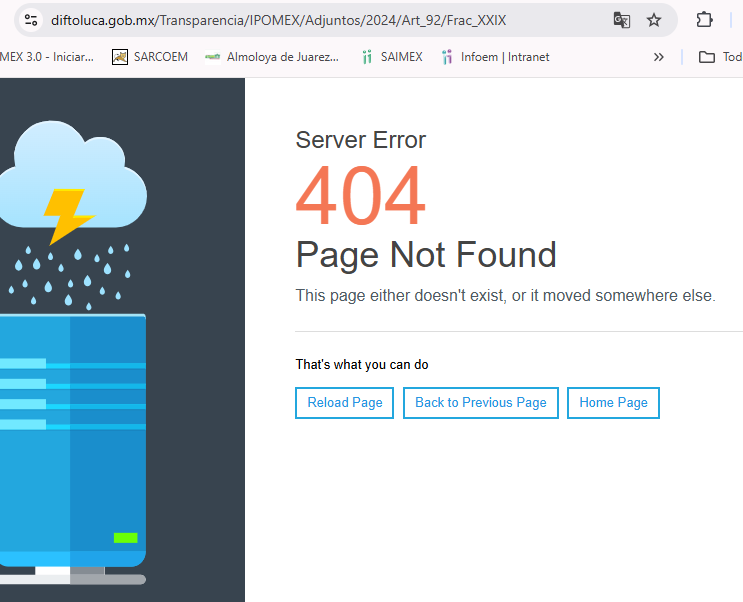 diftoluca.gob.mx/Transparencia/IPOMEX/Adjuntos/2024/Art_92/Frac_XXIX
MEX 3.0 - Iniciar... SARCOEM Almoloya de Juarez... SAIMEX Infoem | Intranet » Tod
Server Error
404
Page Not Found
This page either doesn't exist, or it moved somewhere else.
That's what you can do
Reload Page Back to Previous Page Home Page